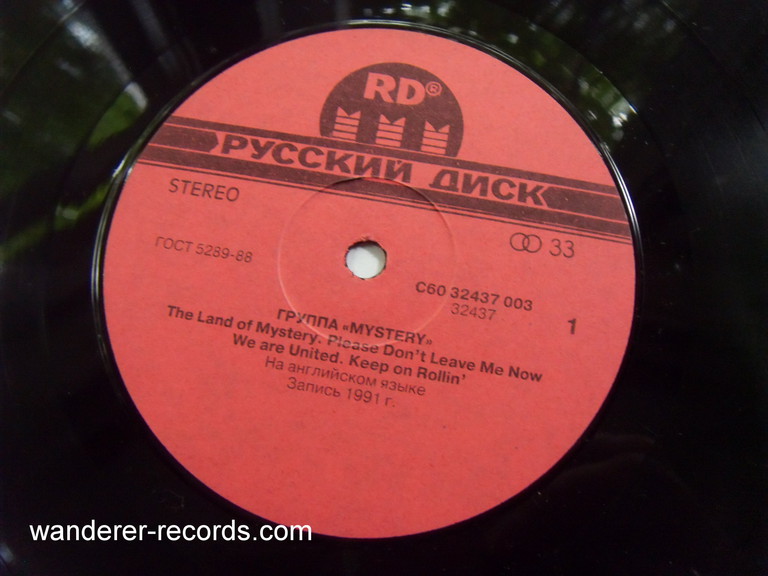 RD®
РУССКИЙ ДИСК
STEREO
33
ГОСТ 5289-88
С60 32437 003
32437
1
ГРУППА «MYSTERY»
The Land of Mystery. Please Don't Leave Me Now
We are United. Keep on Rollin'
На английском языке
Запись 1991 г.
wanderer-records.com